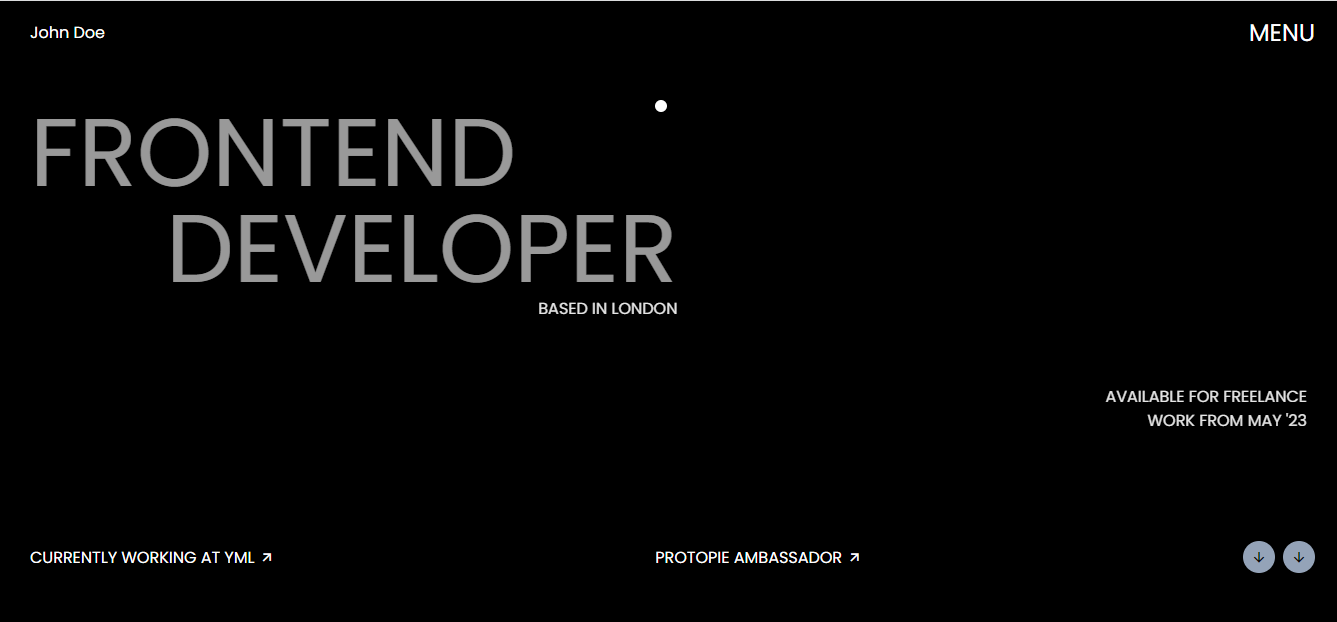 John Doe
MENU
FRONTEND
DEVELOPER
BASED IN LONDON
AVAILABLE FOR FREELANCE
WORK FROM MAY '23
CURRENTLY WORKING AT YML
PROTOPIE AMBASSADOR